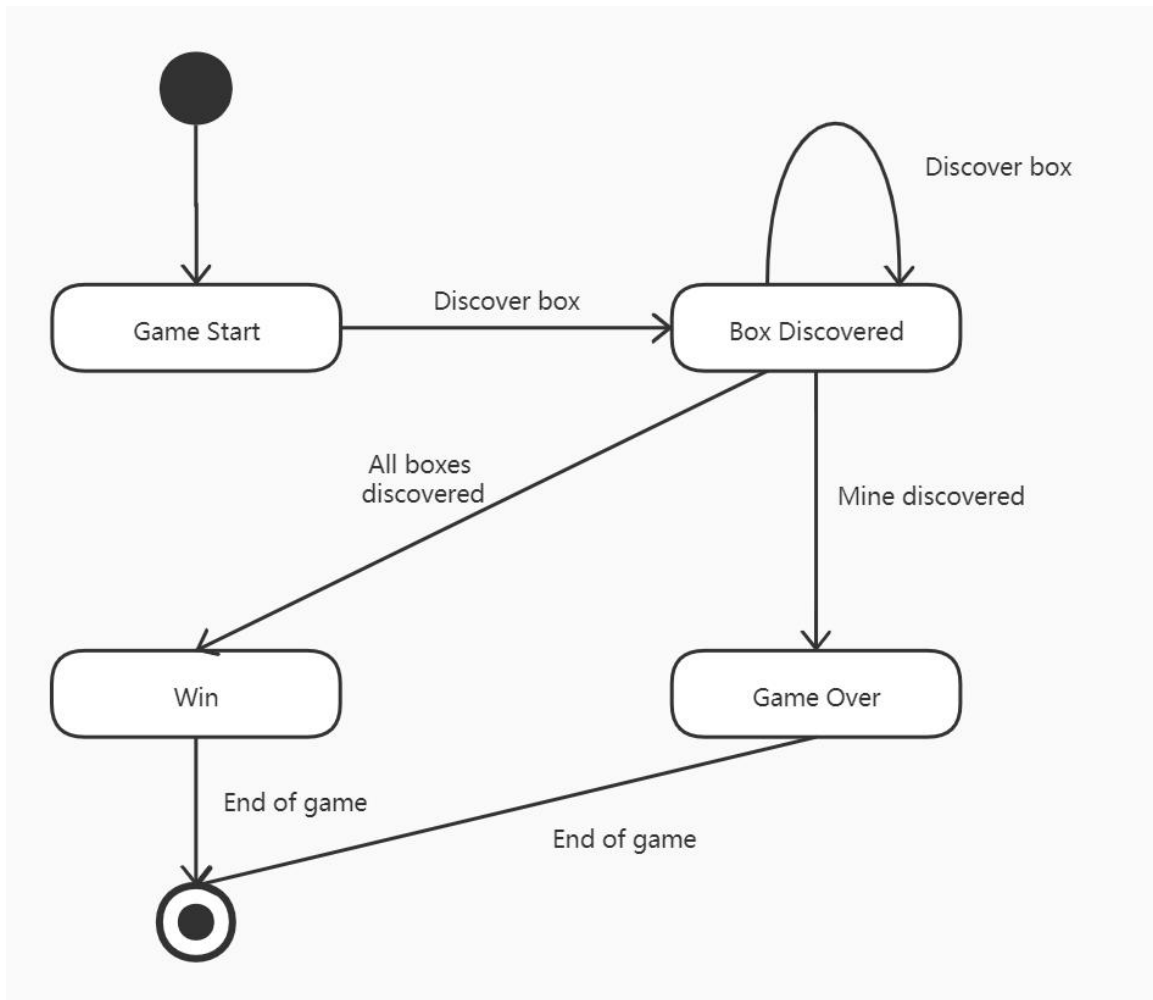 Discover box
Discover box
Game Start
Box Discovered
All boxes
discovered
Mine discovered
Win
Game Over
End of game
End of game